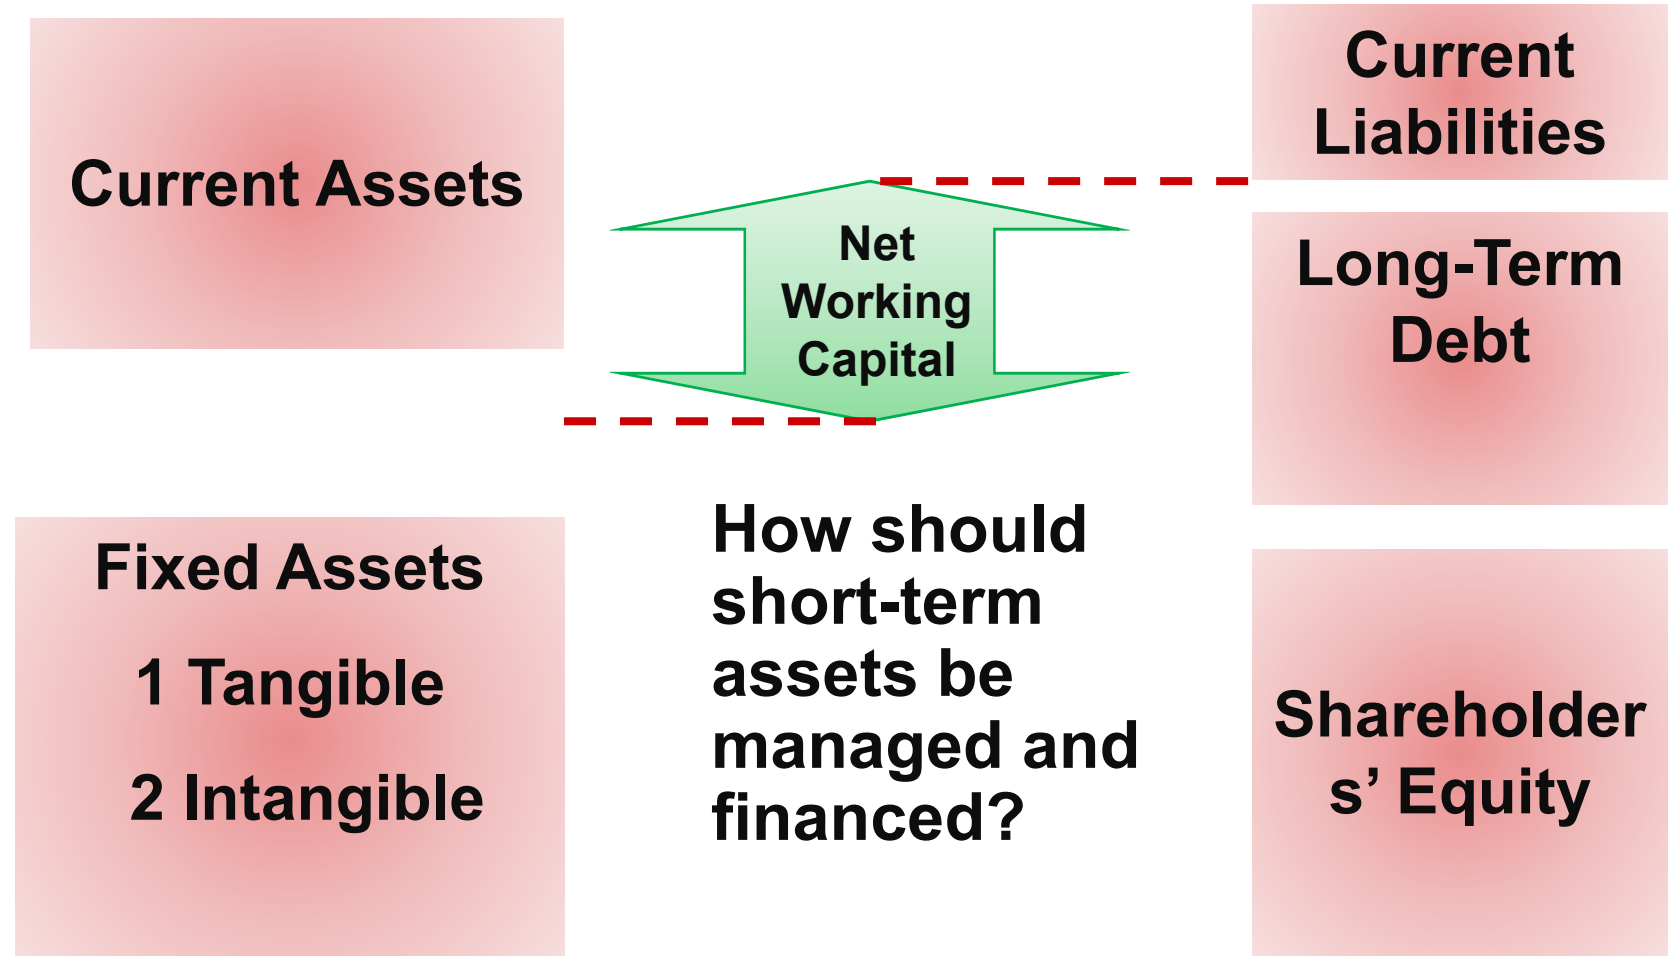 Current Assets
Fixed Assets
1 Tangible
2 Intangible
Net
Working
Capital
How should
short-term
assets be
managed and
financed?
Current
Liabilities
Long-Term
Debt
Shareholder
s’ Equity